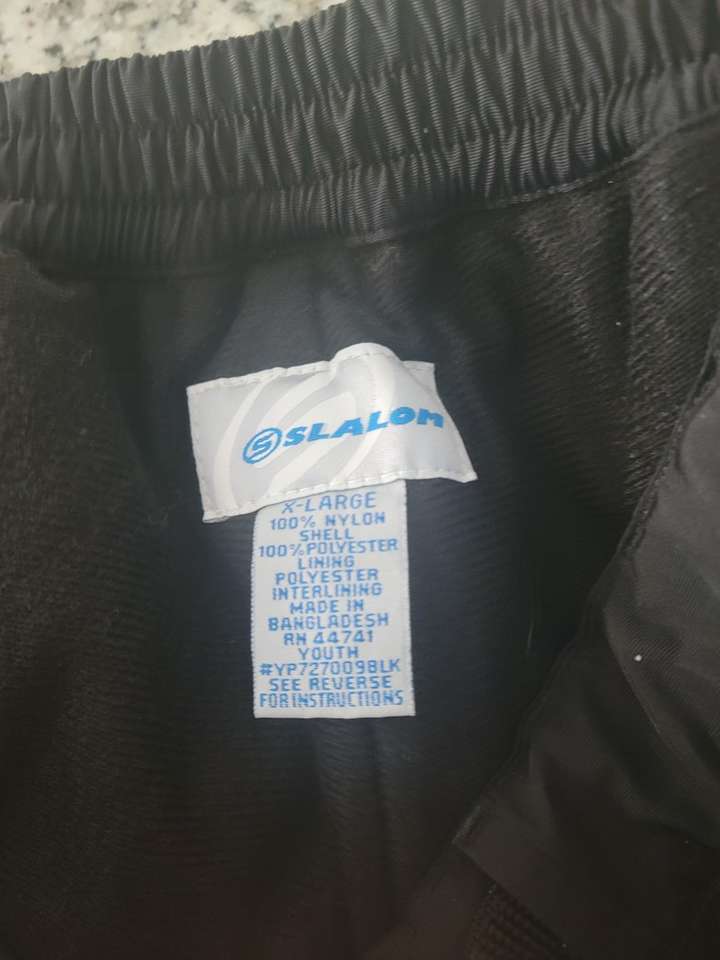 S SLALOM
X-LARGE
100% NYLON
SHELL
100% POLYESTER
LINING
POLYESTER
INTERLINING
MADE IN
BANGLADESH
RN 44741
YOUTH
#YP727009BLK
SEE REVERSE
FOR INSTRUCTIONS